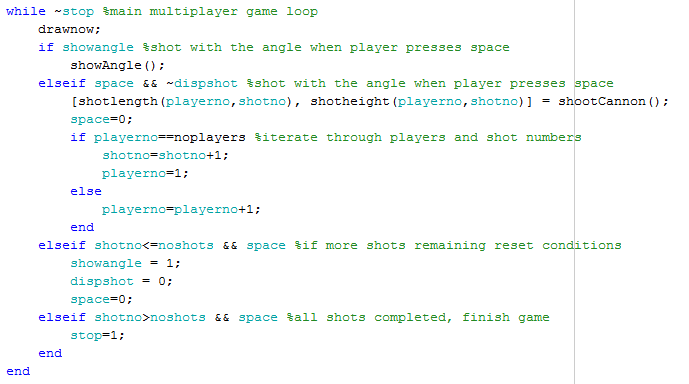 while ~stop %main multiplayer game loop
    drawnow;
    if showangle %shot with the angle when player presses space
        showAngle();
    elseif space && ~dispshot %shot with the angle when player presses space
        [shotlength(playerno,shotno), shotheight(playerno,shotno)] = shootCannon();
        space=0;
        if playerno==noplayers %iterate through players and shot numbers
            shotno=shotno+1;
            playerno=1;
        else
            playerno=playerno+1;
        end
    elseif shotno<=noshots && space %if more shots remaining reset conditions
        showangle = 1;
        dispshot = 0;
        space=0;
    elseif shotno>noshots && space %all shots completed, finish game
        stop=1;
    end
end